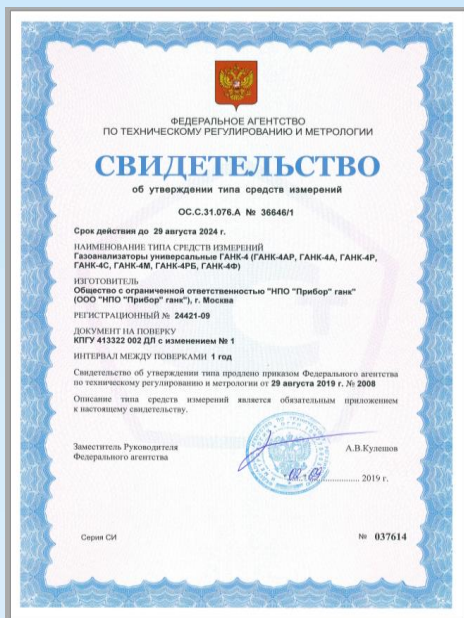 ФЕДЕРАЛЬНОЕ АГЕНТСТВО
ПО ТЕХНИЧЕСКОМУ РЕГУЛИРОВАНИЮ И МЕТРОЛОГИИ
СВИДЕТЕЛЬСТВО
об утверждении типа средств измерений
ОС.С.31.076.А № 36646/1
Срок действия до 29 августа 2024 г.
НАИМЕНОВАНИЕ ТИПА СРЕДСТВ ИЗМЕРЕНИЙ
Газоанализаторы универсальные ГАНК-4 (ГАНК-4АР, ГАНК-4А, ГАНК-4Р,
ГАНК-4С, ГАНК-4М, ГАНК-4РБ, ГАНК-4Ф)
ИЗГОТОВИТЕЛЬ
Общество с ограниченной ответственностью "НПО "Прибор" ганк"
(ООО "НПО "Прибор" ганк"), г. Москва
РЕГИСТРАЦИОННЫЙ № 24421-09
ДОКУМЕНТ НА ПОВЕРКУ
КПГУ 413322 002 ДЛ с изменением № 1
ИНТЕРВАЛ МЕЖДУ ПОВЕРКАМИ 1 год
Свидетельство об утверждении типа продлено приказом Федерального агентства
по техническому регулированию и метрологии от 29 августа 2019 г. № 2008
Описание типа средств измерений является обязательным приложением
к настоящему свидетельству.
Заместитель Руководителя
Федерального агентства
А.В.Кулешов
02 09 2019 г.
Серия СИ
№ 037614